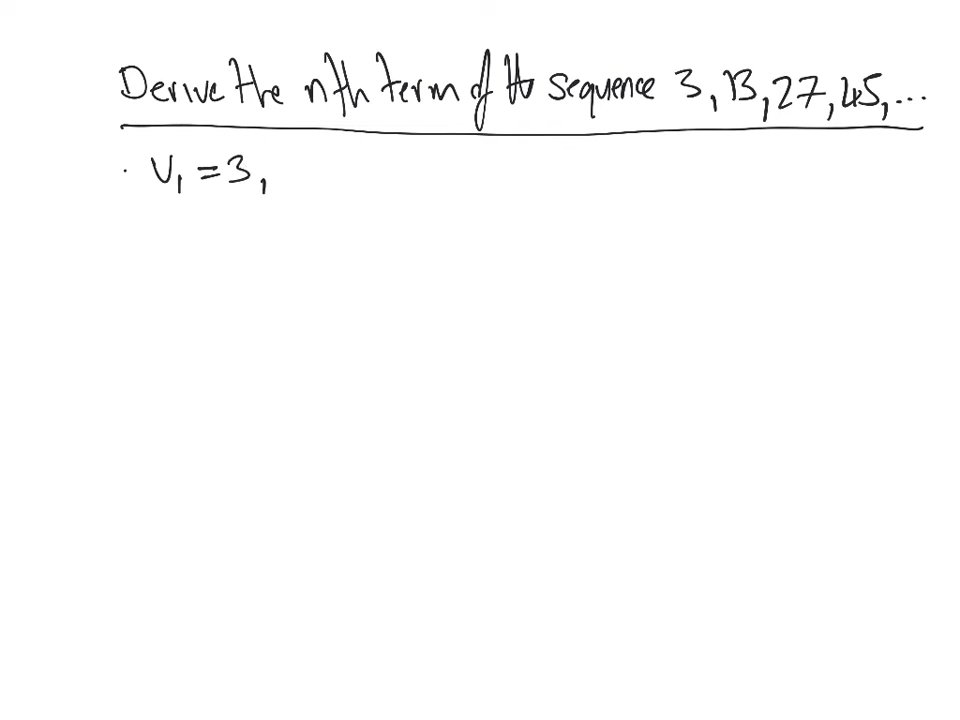 Derive the nth term of the sequence 3, 13, 27, 45, ...
· U₁ = 3,